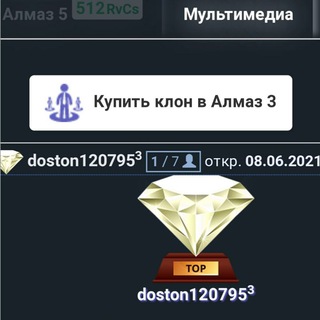 Алмаз 5 512RvCs Мультимедиа
Купить клон в Алмаз 3
doston120795³ 1 / 7 откр. 08.06.2021
TOP
doston120795³